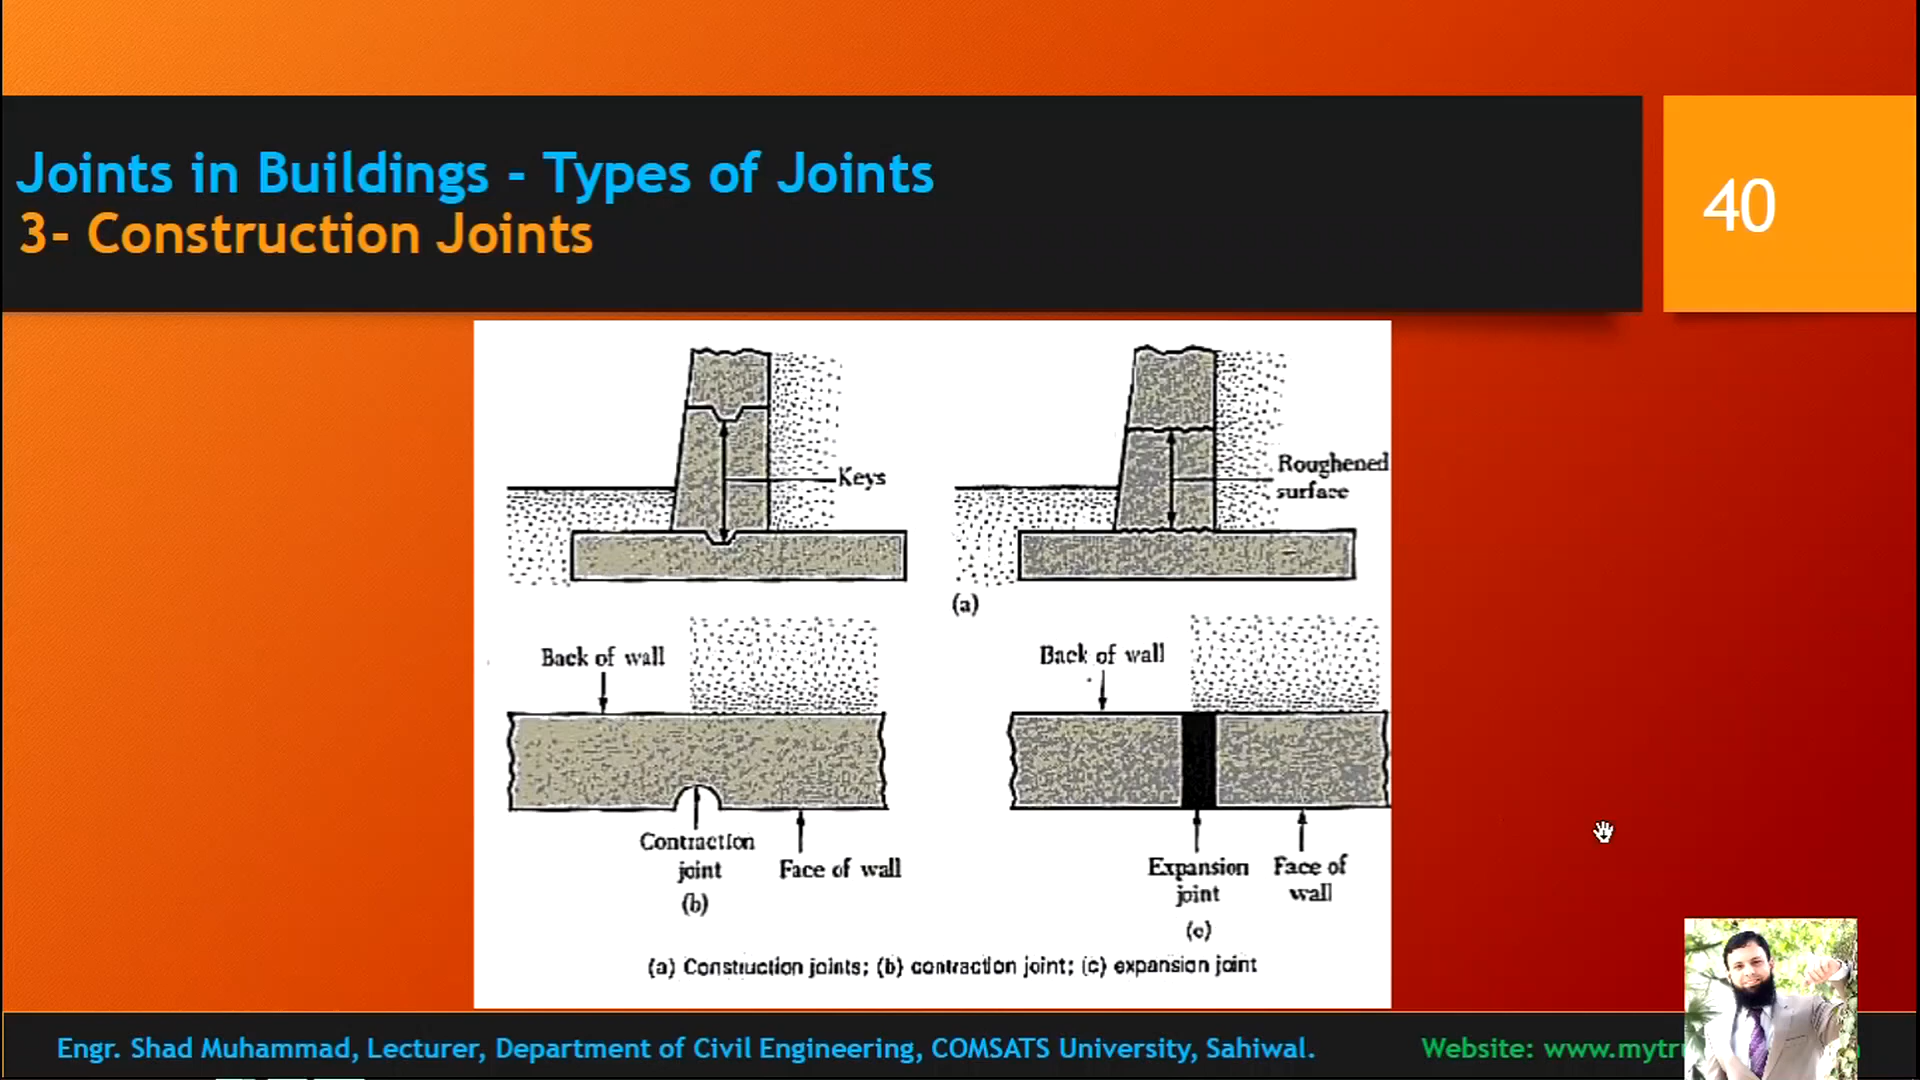 Joints in Buildings - Types of Joints
3- Construction Joints
40
Keys
Roughened
surface
(a)
Back of wall
Back of wall
Contraction
joint
Face of wall
(b)
Expansion
joint
Face of
wall
(c)
(a) Construction joints; (b) contraction joint; (c) expansion joint
Engr. Shad Muhammad, Lecturer, Department of Civil Engineering, COMSATS University, Sahiwal.
Website: